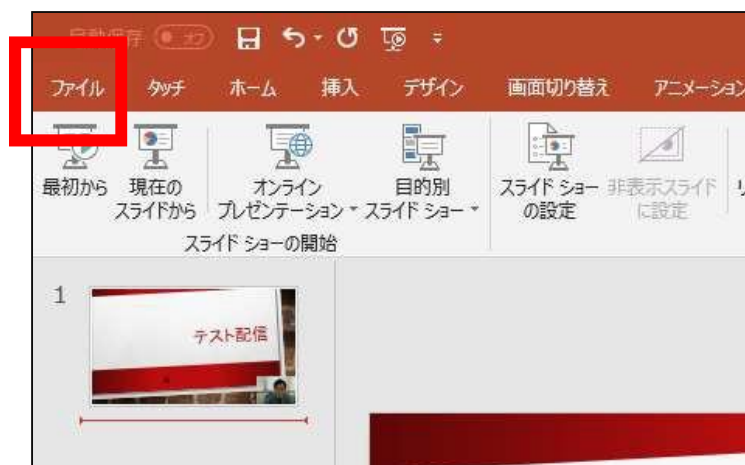 自動保存 オフ
ファイル タッチ ホーム 挿入 デザイン 画面切り替え アニメーション
最初から 現在の オンライン 目的別 スライド ショー 非表示スライド
スライドから プレゼンテーション スライド ショー の設定 に設定
スライド ショーの開始
1
テスト配信